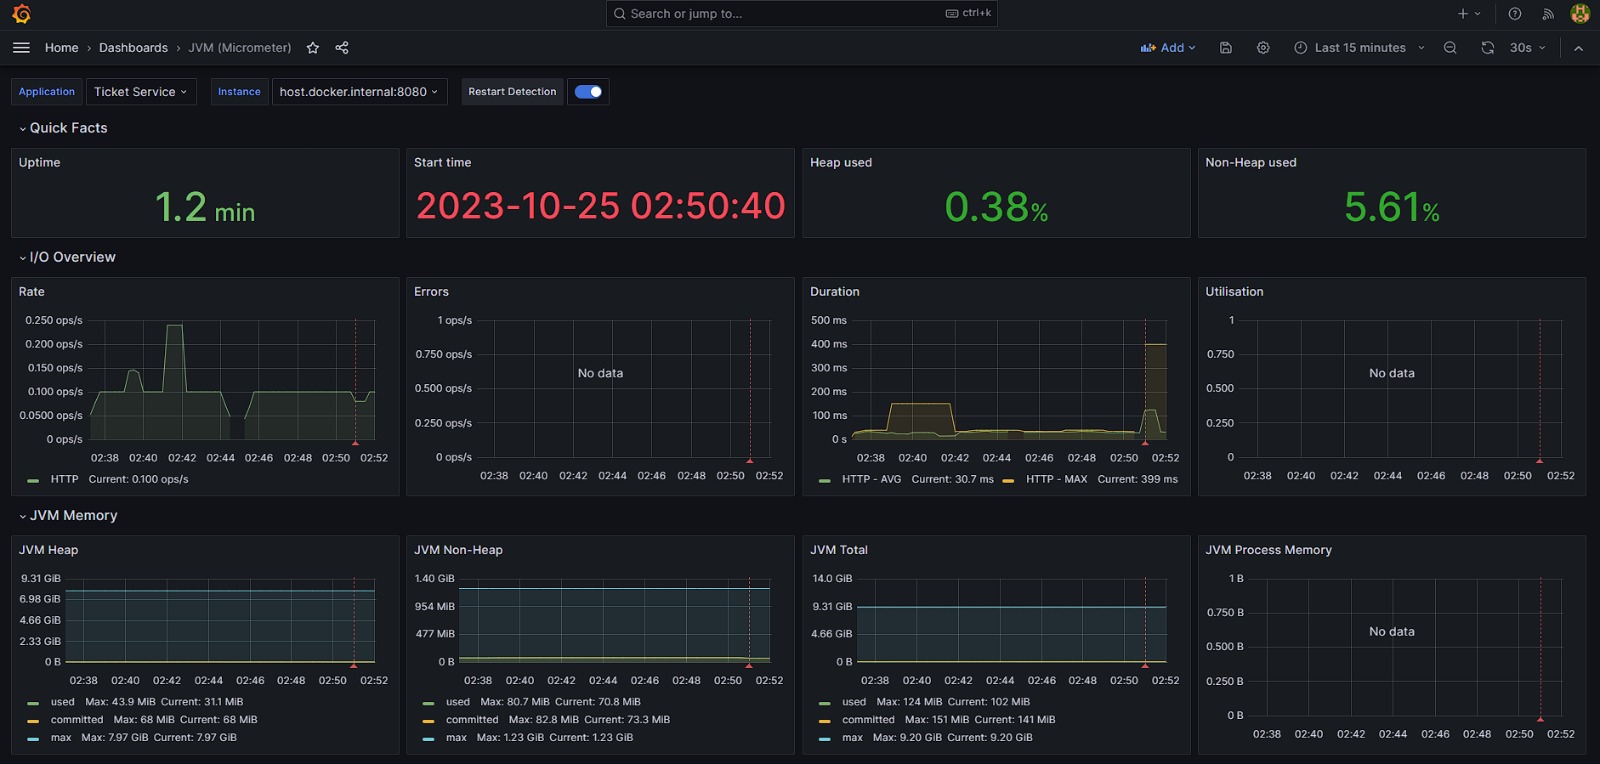 Search or jump to... ctrl+k
Home › Dashboards › JVM (Micrometer) Add Last 15 minutes 30s
Application Ticket Service Instance host.docker.internal:8080 Restart Detection
Quick Facts
Uptime
1.2 min
Start time
2023-10-25 02:50:40
Heap used
0.38%
Non-Heap used
5.61%
I/O Overview
Rate
0.250 ops/s
0.200 ops/s
0.150 ops/s
0.100 ops/s
0.0500 ops/s
0 ops/s
02:38 02:40 02:42 02:44 02:46 02:48 02:50 02:52
HTTP Current: 0.100 ops/s
Errors
1 ops/s
0.750 ops/s
0.500 ops/s
0.250 ops/s
0 ops/s
No data
02:38 02:40 02:42 02:44 02:46 02:48 02:50 02:52
Duration
500 ms
400 ms
300 ms
200 ms
100 ms
0 s
02:38 02:40 02:42 02:44 02:46 02:48 02:50 02:52
HTTP - AVG Current: 30.7 ms HTTP - MAX Current: 399 ms
Utilisation
1
0.750
0.500
0.250
0
No data
02:38 02:40 02:42 02:44 02:46 02:48 02:50 02:52
JVM Memory
JVM Heap
9.31 GiB
6.98 GiB
4.66 GiB
2.33 GiB
0 B
02:38 02:40 02:42 02:44 02:46 02:48 02:50 02:52
used Max: 43.9 MiB Current: 31.1 MiB
committed Max: 68 MiB Current: 68 MiB
max Max: 7.97 GiB Current: 7.97 GiB
JVM Non-Heap
1.40 GiB
954 MiB
477 MiB
0 B
02:38 02:40 02:42 02:44 02:46 02:48 02:50 02:52
used Max: 80.7 MiB Current: 70.8 MiB
committed Max: 82.8 MiB Current: 73.3 MiB
max Max: 1.23 GiB Current: 1.23 GiB
JVM Total
14.0 GiB
9.31 GiB
4.66 GiB
0 B
02:38 02:40 02:42 02:44 02:46 02:48 02:50 02:52
used Max: 124 MiB Current: 102 MiB
committed Max: 151 MiB Current: 141 MiB
max Max: 9.20 GiB Current: 9.20 GiB
JVM Process Memory
1 B
0.750 B
0.500 B
0.250 B
0 B
No data
02:38 02:40 02:42 02:44 02:46 02:48 02:50 02:52